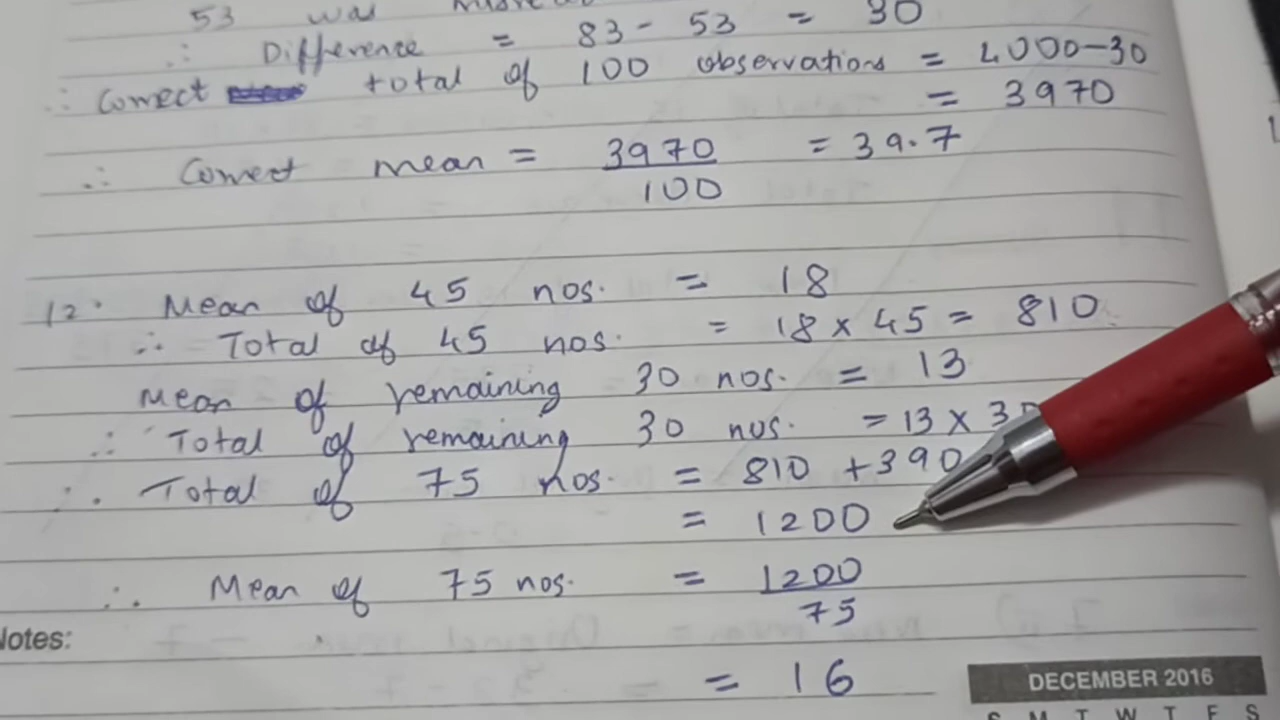 53 was
∴ Difference = 83 - 53 = 30
∴ Correct total of 100 observations = 4000-30
= 3970
∴ Correct mean = 3970/100 = 39.7
12. Mean of 45 nos. = 18
∴ Total of 45 nos. = 18 x 45 = 810
Mean of remaining 30 nos. = 13
∴ Total of remaining 30 nos. = 13 x 3
∴ Total of 75 nos. = 810 + 390
= 1200
∴ Mean of 75 nos. = 1200/75
= 16
Notes:
DECEMBER 2016
S M T W T F S